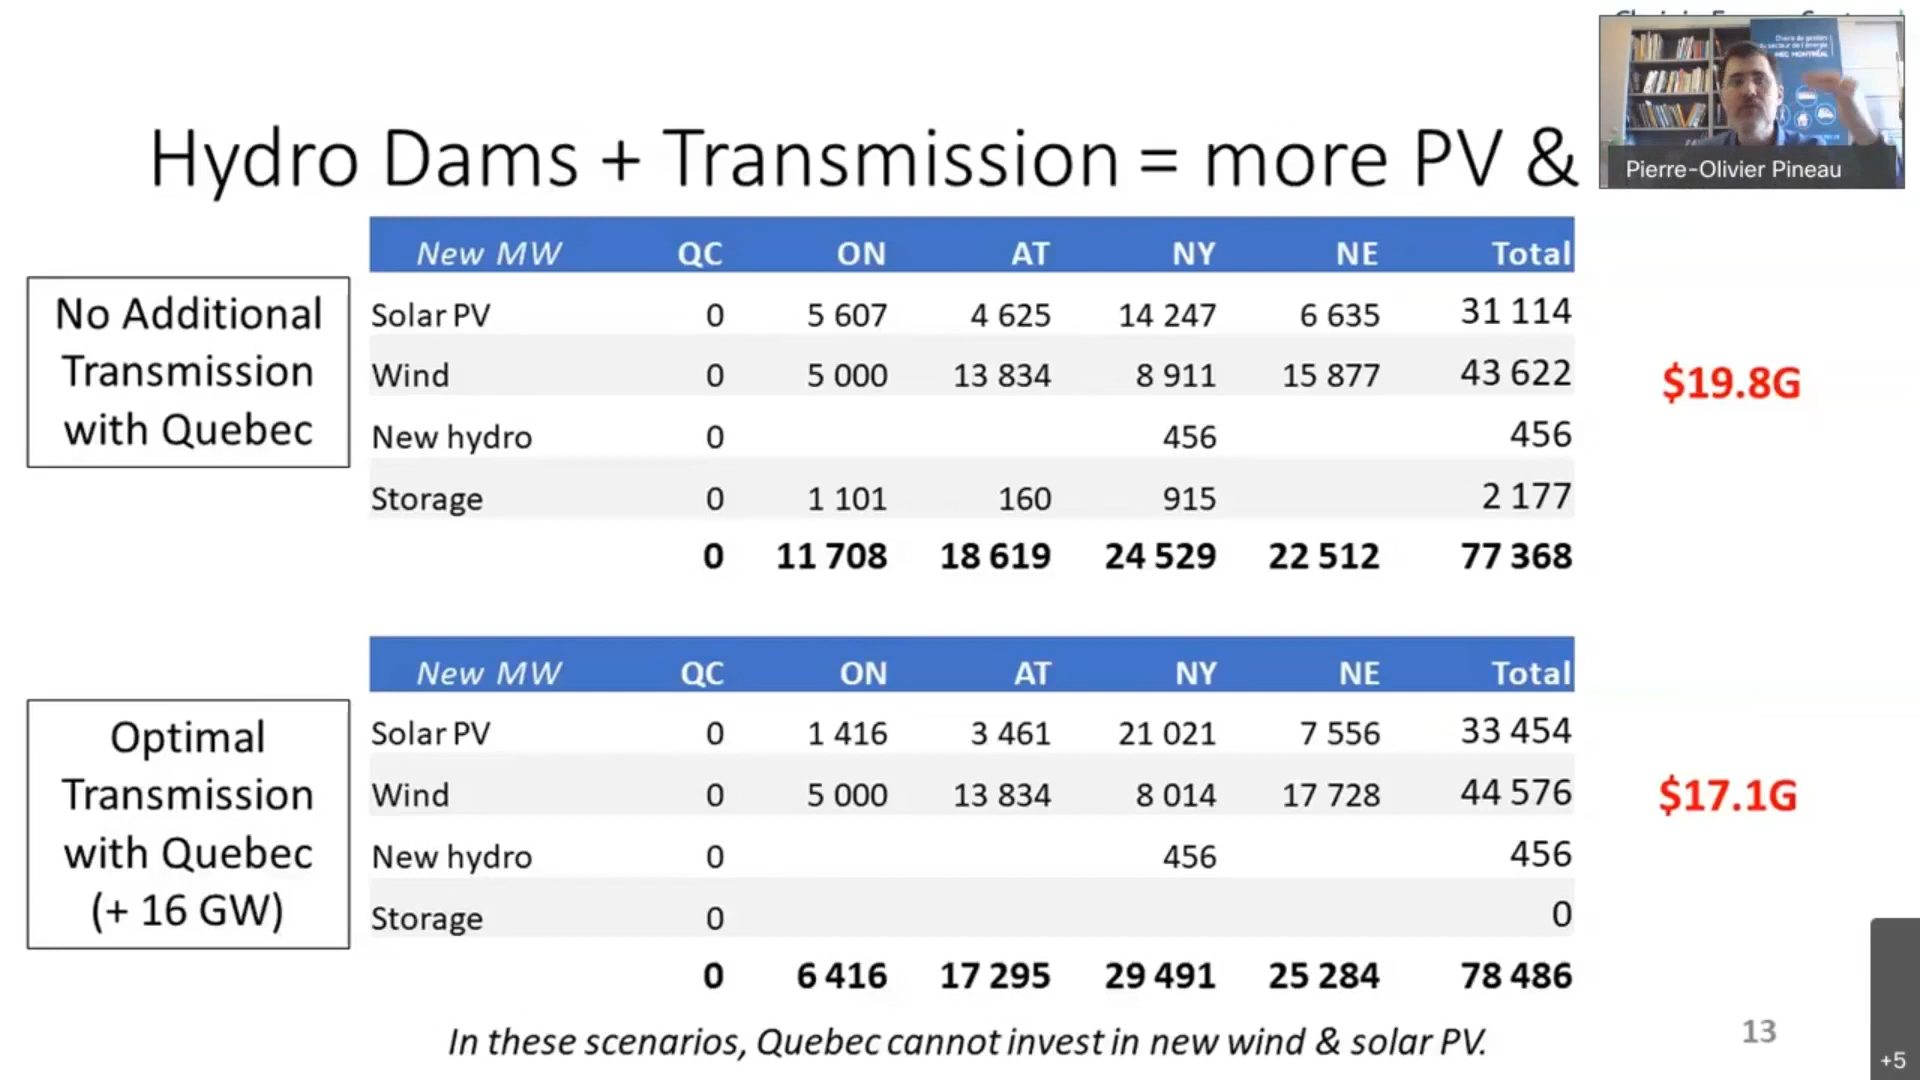 Hydro Dams + Transmission = more PV &
Pierre-Olivier Pineau
HEC MONTRÉAL
No Additional
Transmission
with Quebec
New MW QC ON AT NY NE Total
Solar PV 0 5 607 4 625 14 247 6 635 31 114
Wind 0 5 000 13 834 8 911 15 877 43 622
New hydro 0 456 456
Storage 0 1 101 160 915 2 177
0 11 708 18 619 24 529 22 512 77 368
$19.8G
Optimal
Transmission
with Quebec
(+ 16 GW)
New MW QC ON AT NY NE Total
Solar PV 0 1 416 3 461 21 021 7 556 33 454
Wind 0 5 000 13 834 8 014 17 728 44 576
New hydro 0 456 456
Storage 0 0
0 6 416 17 295 29 491 25 284 78 486
$17.1G
In these scenarios, Quebec cannot invest in new wind & solar PV.
13
+5